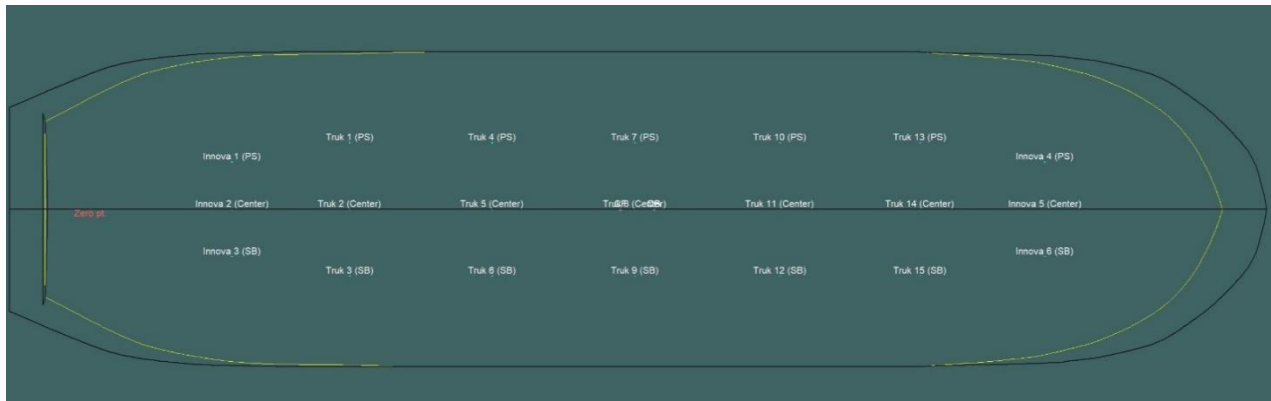 Truk 1 (PS) Truk 4 (PS) Truk 7 (PS) Truk 10 (PS) Truk 13 (PS)
Innova 1 (PS) Innova 4 (PS)
Innova 2 (Center) Truk 2 (Center) Truk 5 (Center) Truk 8 (Center) Truk 11 (Center) Truk 14 (Center) Innova 5 (Center)
Zero pt.
Innova 3 (SB) Innova 6 (SB)
Truk 3 (SB) Truk 6 (SB) Truk 9 (SB) Truk 12 (SB) Truk 15 (SB)